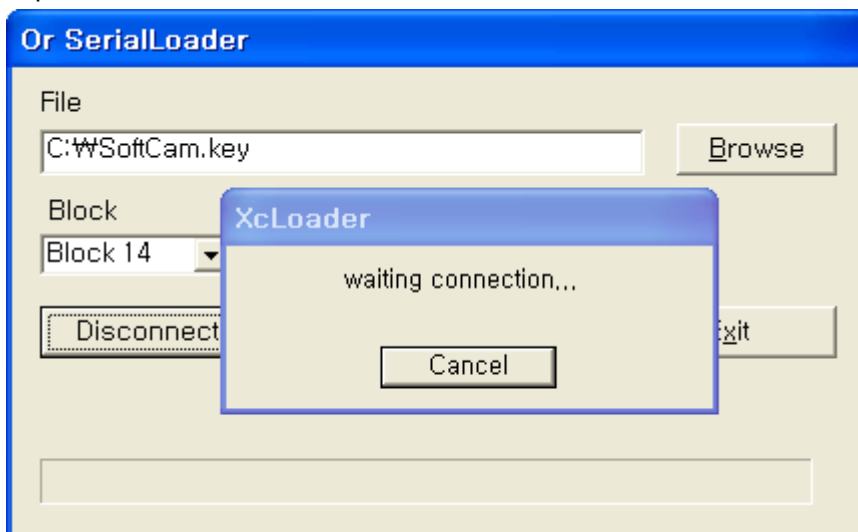 Or SerialLoader
File
C:₩SoftCam.key
Browse
Block
XcLoader
Block 14
waiting connection,,,
Disconnect
Cancel